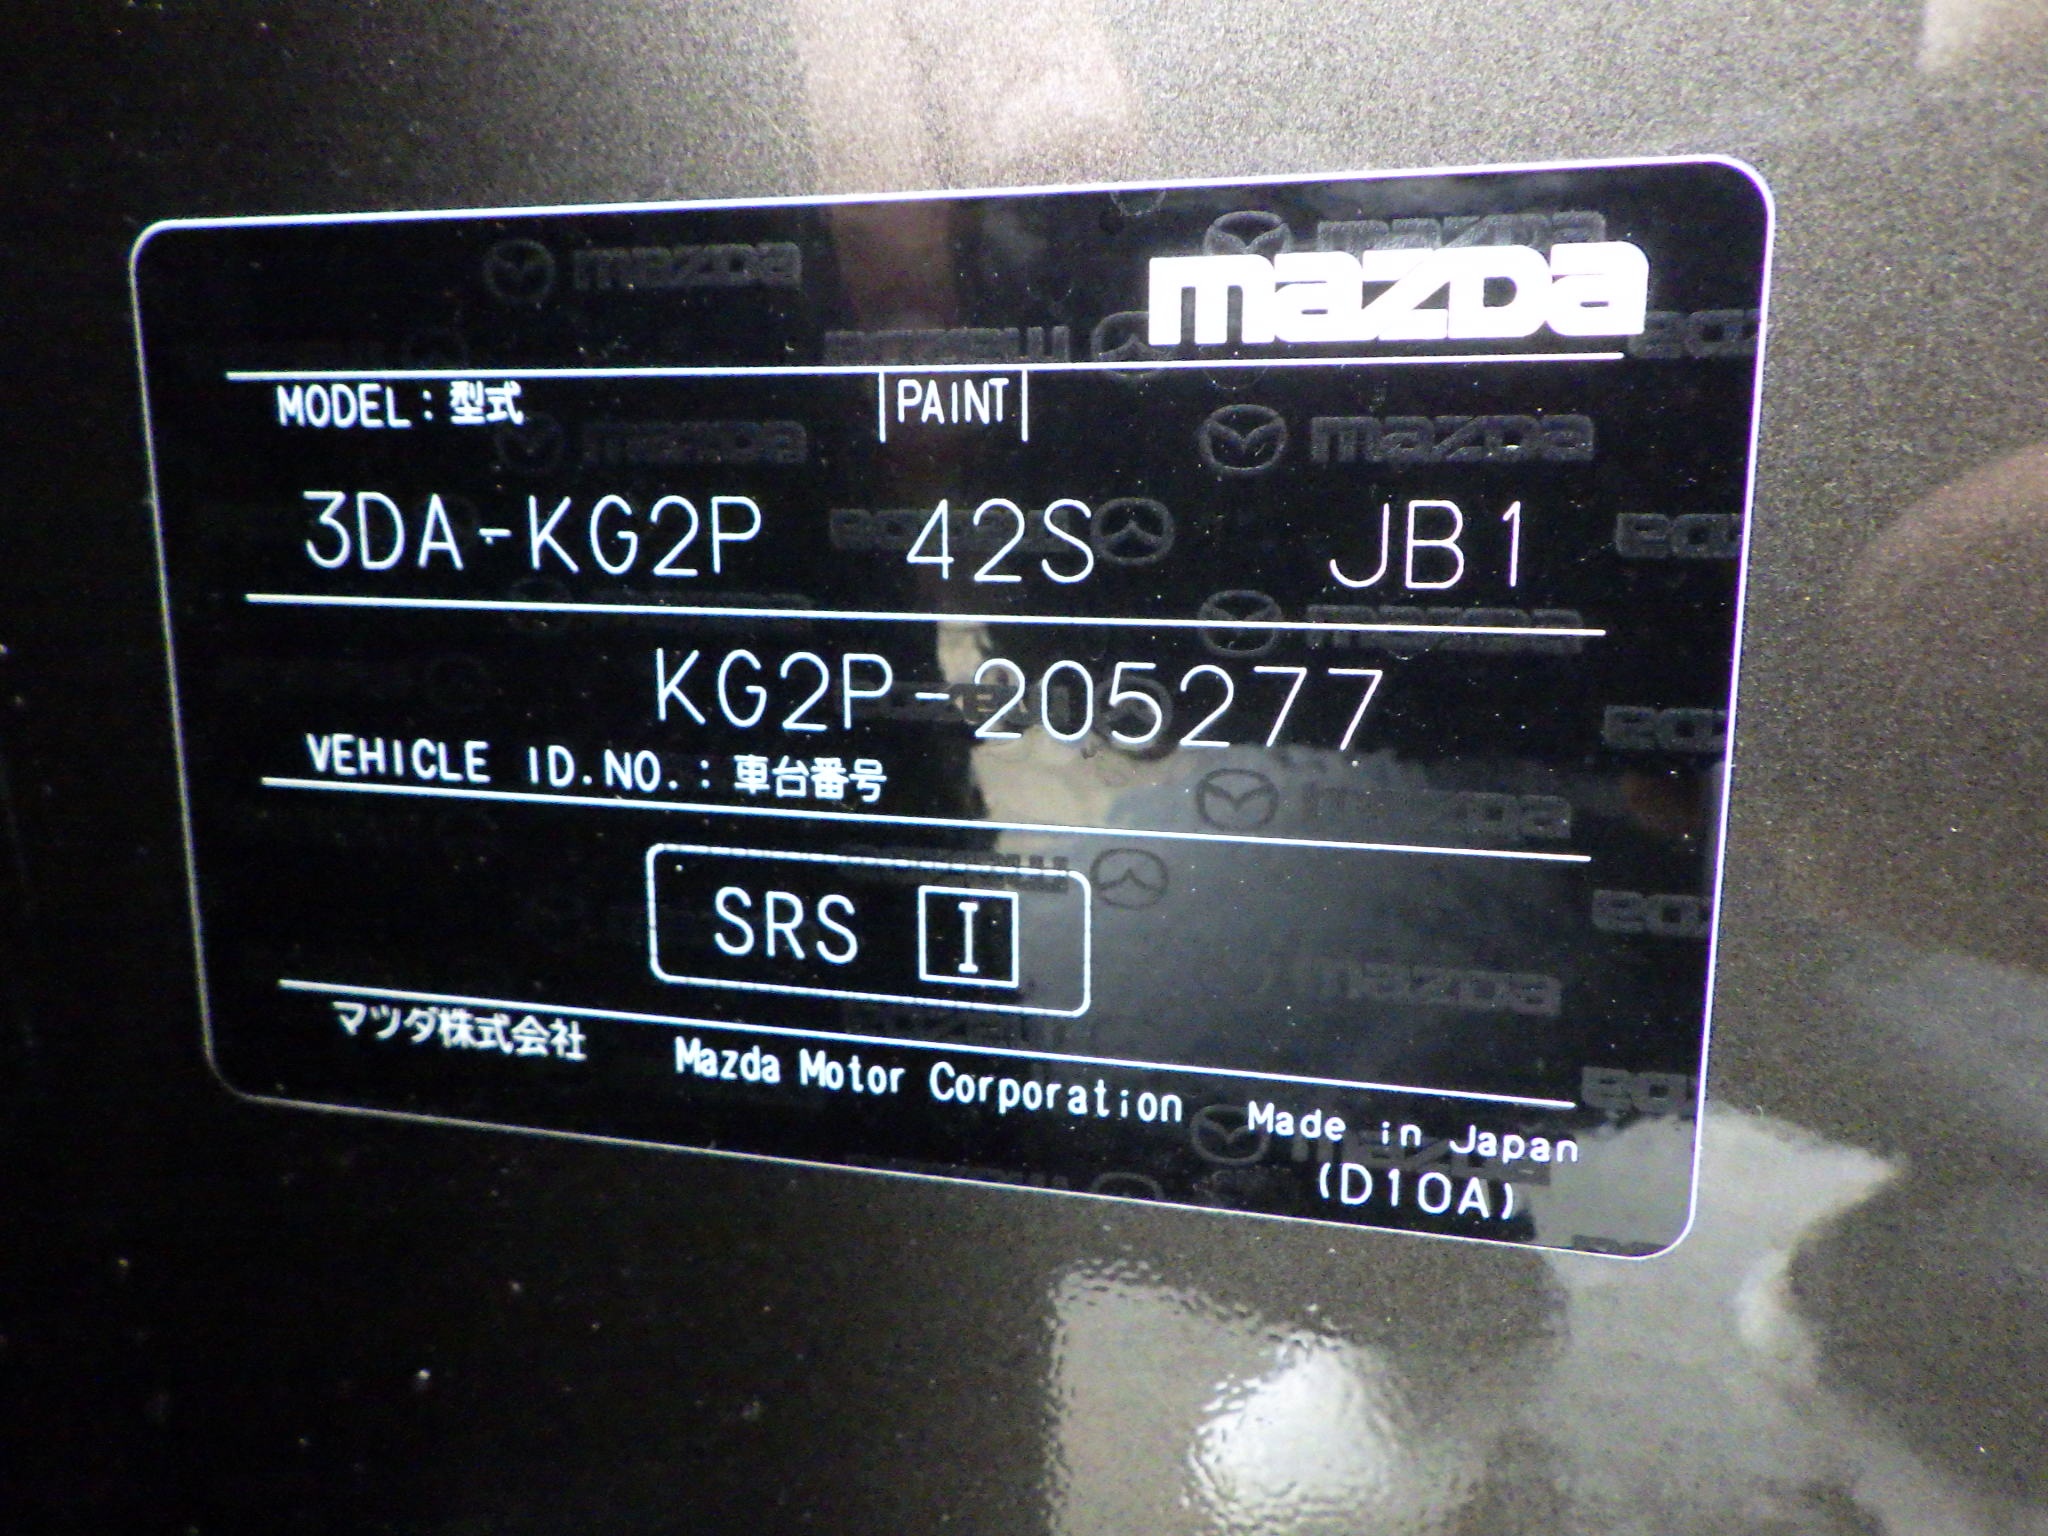 mazda
MODEL：型式 PAINT
3DA-KG2P 42S JB1
KG2P-205277
VEHICLE ID.NO.：車台番号
SRS I
マツダ株式会社 Mazda Motor Corporation Made in Japan
(D10A)